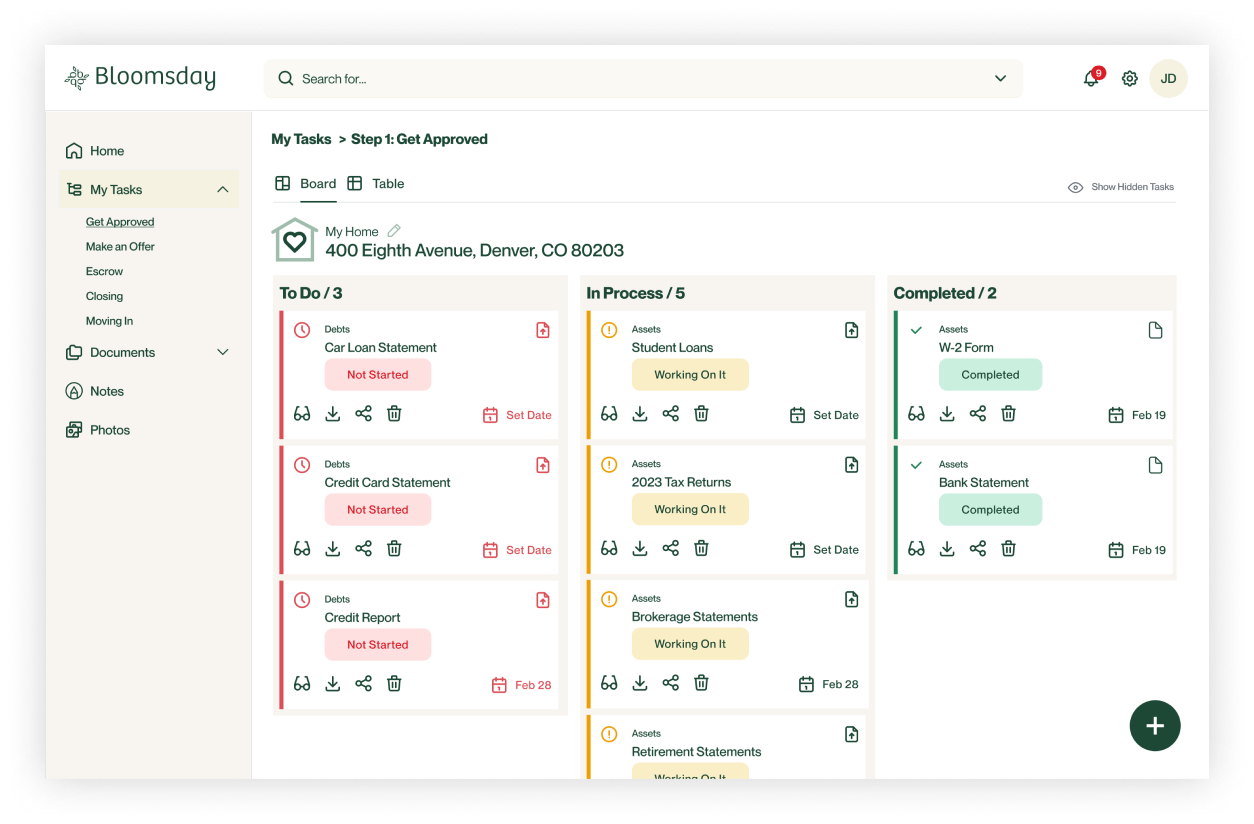 Bloomsday
Search for...
9
JD
Home
My Tasks
Get Approved
Make an Offer
Escrow
Closing
Moving In
Documents
Notes
Photos
My Tasks > Step 1: Get Approved
Board
Table
Show Hidden Tasks
My Home
400 Eighth Avenue, Denver, CO 80203
To Do / 3
Debts
Car Loan Statement
Not Started
Set Date
Debts
Credit Card Statement
Not Started
Set Date
Debts
Credit Report
Not Started
Feb 28
In Process / 5
Assets
Student Loans
Working On It
Set Date
Assets
2023 Tax Returns
Working On It
Set Date
Assets
Brokerage Statements
Working On It
Feb 28
Assets
Retirement Statements
Working On It
Completed / 2
Assets
W-2 Form
Completed
Feb 19
Assets
Bank Statement
Completed
Feb 19